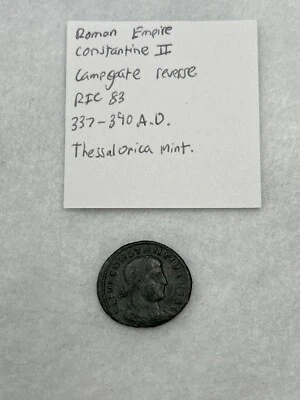 Roman Empire
Constantine II
Campgate reverse
RIC 83
337-340 A.D.
Thessalonica Mint.